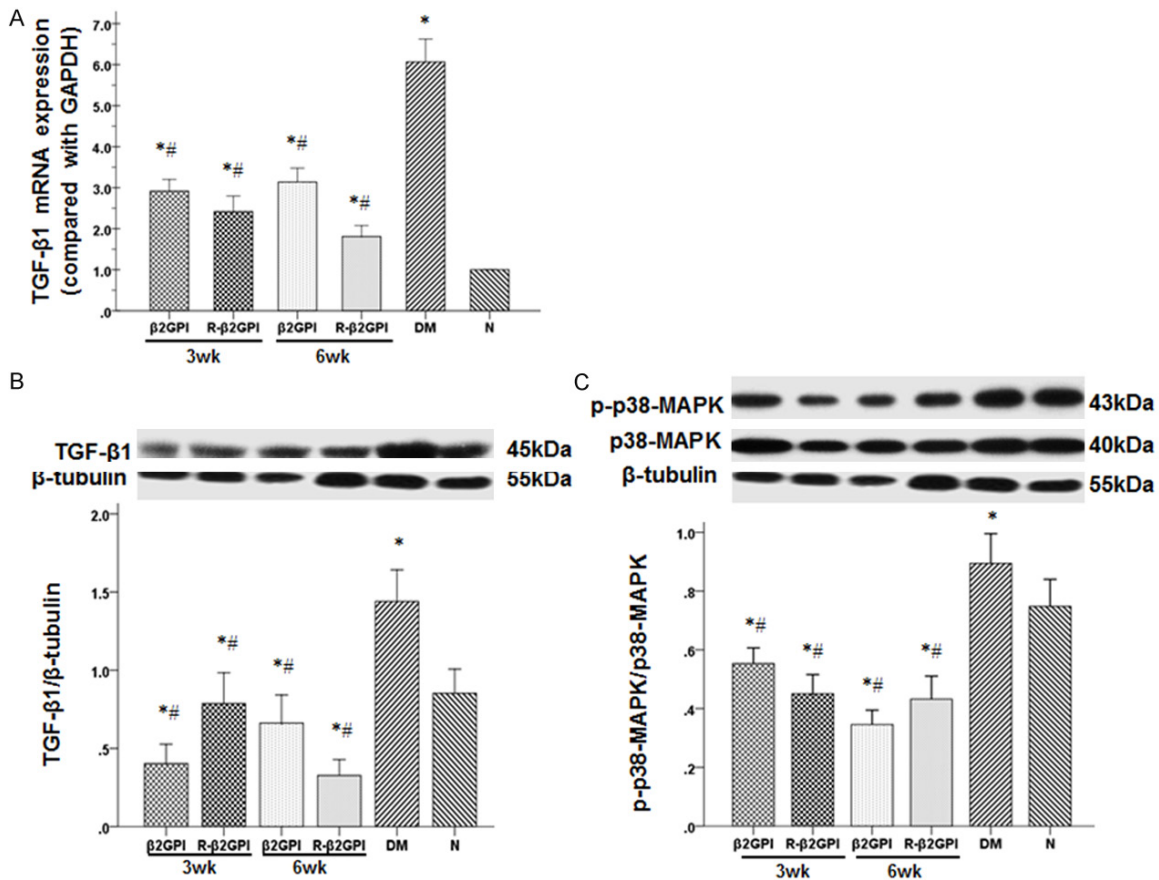 A
TGF-β1 mRNA expression
(compared with GAPDH)
7.0
6.0
5.0
4.0
3.0
2.0
1.0
.0
*#
*#
*#
*#
*
β2GPI R-β2GPI β2GPI R-β2GPI DM N
3wk 6wk
B
TGF-β1 45kDa
β-tubulin 55kDa
TGF-β1/β-tubulin
2.0
1.5
1.0
.5
.0
*#
*#
*#
*#
*
β2GPI R-β2GPI β2GPI R-β2GPI DM N
3wk 6wk
C
p-p38-MAPK 43kDa
p38-MAPK 40kDa
β-tubulin 55kDa
p-p38-MAPK/p38-MAPK
1.0
.8
.6
.4
.2
.0
*#
*#
*#
*#
*
β2GPI R-β2GPI β2GPI R-β2GPI DM N
3wk 6wk